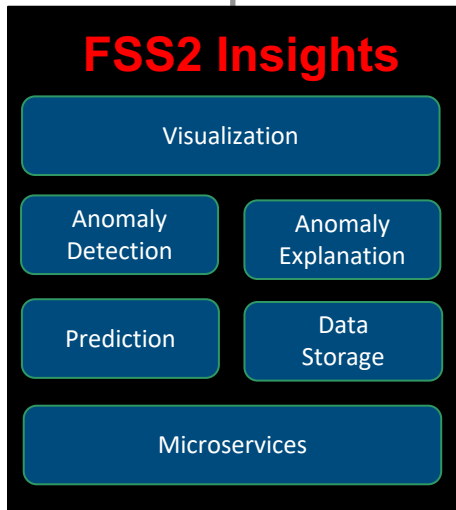 FSS2 Insights
Visualization
Anomaly
Detection
Anomaly
Explanation
Prediction
Data
Storage
Microservices